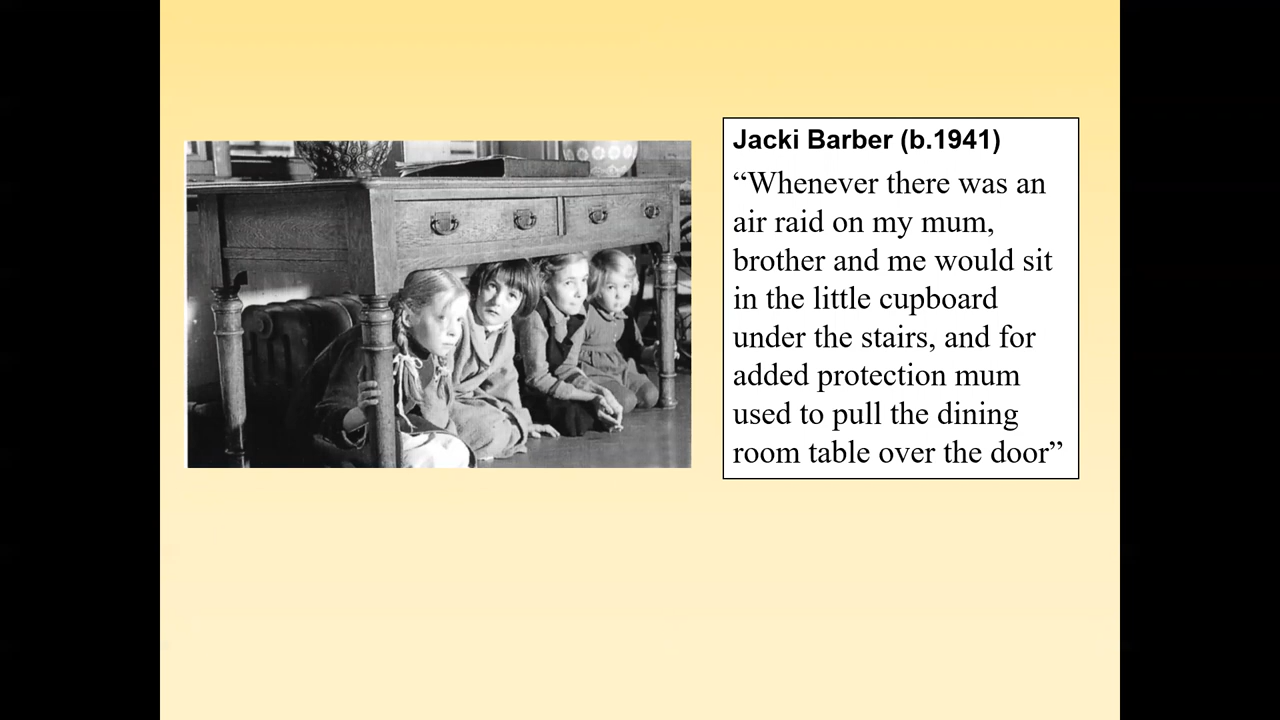 Jacki Barber (b.1941)
“Whenever there was an
air raid on my mum,
brother and me would sit
in the little cupboard
under the stairs, and for
added protection mum
used to pull the dining
room table over the door”